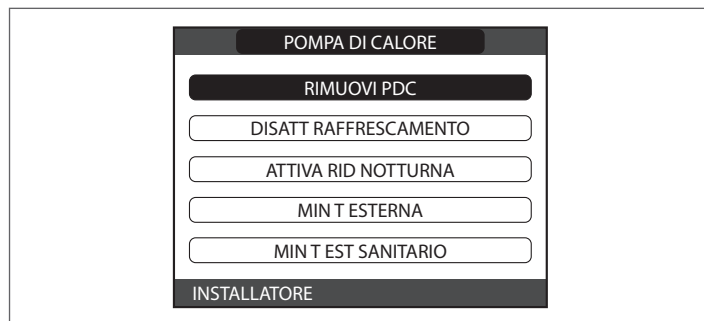 POMPA DI CALORE
RIMUOVI PDC
DISATT RAFFRESCAMENTO
ATTIVA RID NOTTURNA
MIN T ESTERNA
MIN T EST SANITARIO
INSTALLATORE